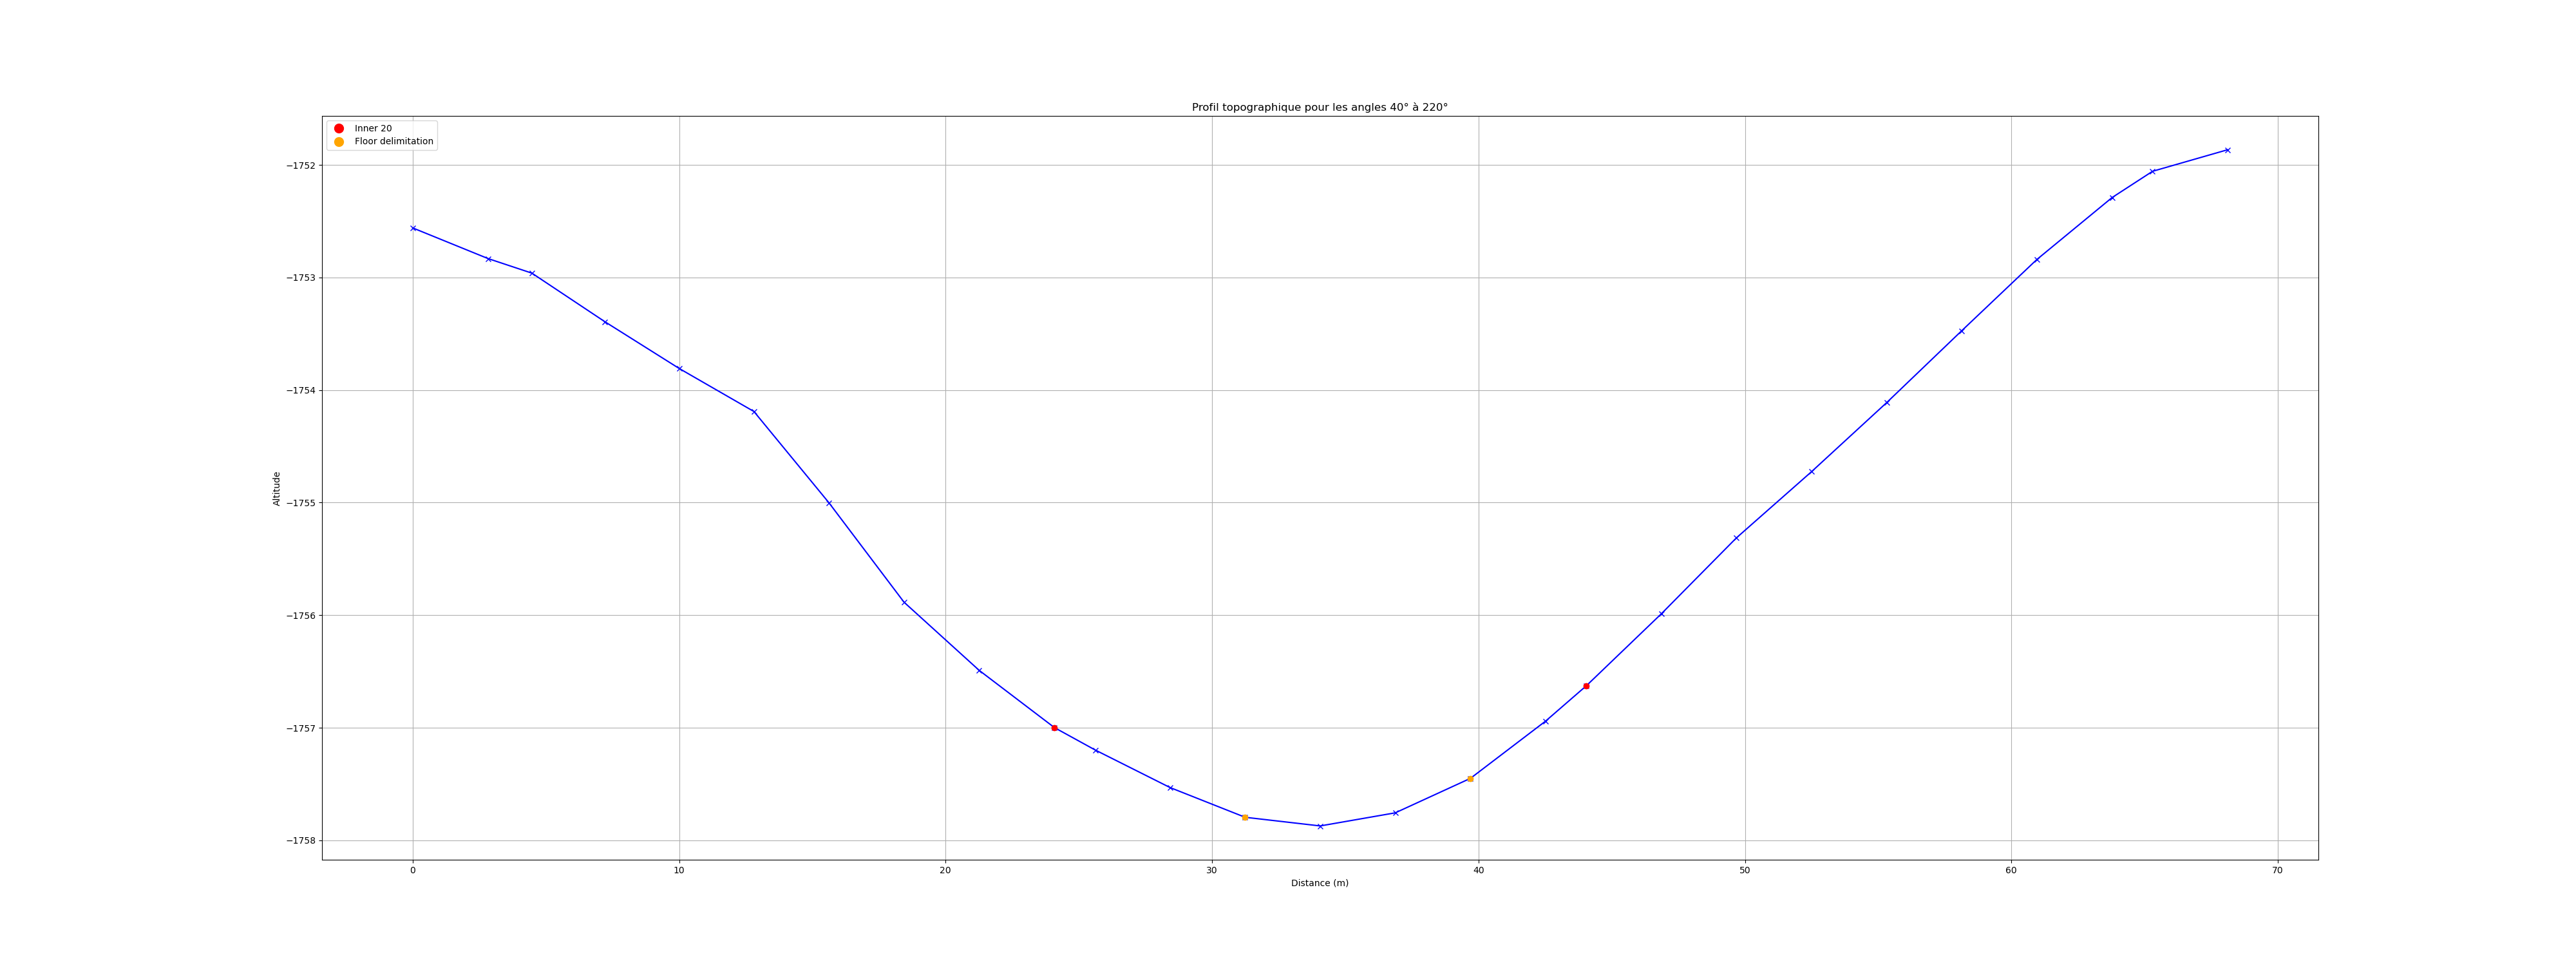 Profil topographique pour les angles 40° à 220°
Inner 20
Floor delimitation
−1752
−1753
−1754
−1755
−1756
−1757
−1758
Altitude
0 10 20 30 40 50 60 70
Distance (m)